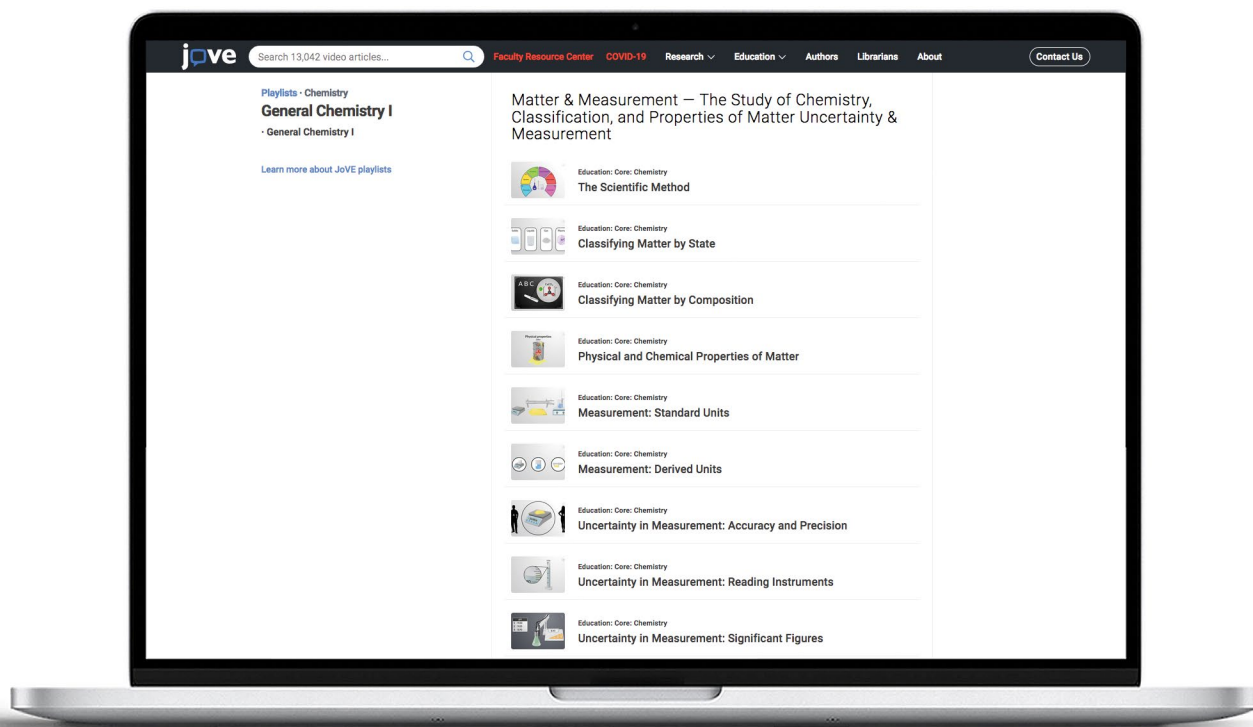 jove
Search 13,042 video articles...
Faculty Resource Center
COVID-19
Research
Education
Authors
Librarians
About
Contact Us
Playlists · Chemistry
General Chemistry I
· General Chemistry I
Learn more about JoVE playlists
Matter & Measurement — The Study of Chemistry,
Classification, and Properties of Matter Uncertainty &
Measurement
Education: Core: Chemistry
The Scientific Method
Education: Core: Chemistry
Classifying Matter by State
ABC
Education: Core: Chemistry
Classifying Matter by Composition
Physical properties
Education: Core: Chemistry
Physical and Chemical Properties of Matter
Education: Core: Chemistry
Measurement: Standard Units
Education: Core: Chemistry
Measurement: Derived Units
Education: Core: Chemistry
Uncertainty in Measurement: Accuracy and Precision
Education: Core: Chemistry
Uncertainty in Measurement: Reading Instruments
Education: Core: Chemistry
Uncertainty in Measurement: Significant Figures